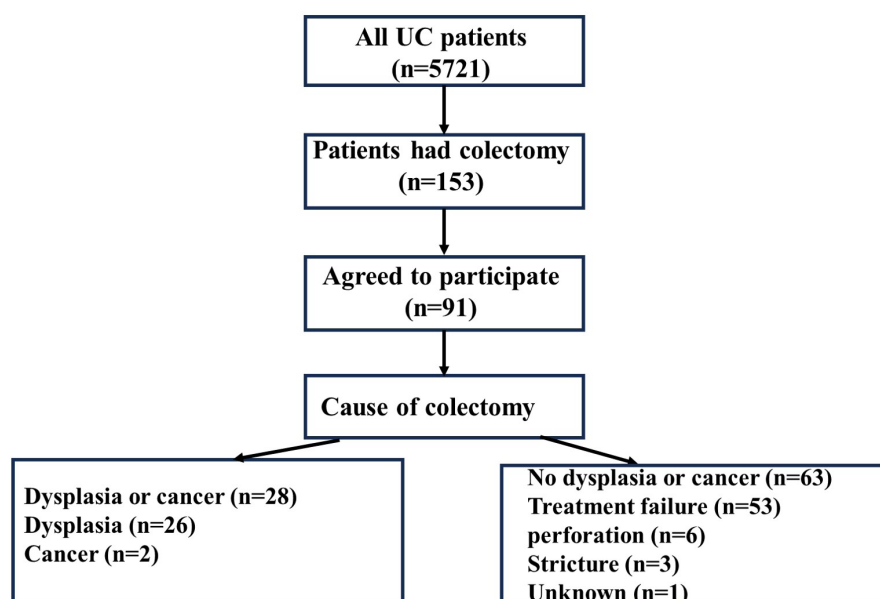 All UC patients
(n=5721)
Patients had colectomy
(n=153)
Agreed to participate
(n=91)
Cause of colectomy
Dysplasia or cancer (n=28)
Dysplasia (n=26)
Cancer (n=2)
No dysplasia or cancer (n=63)
Treatment failure (n=53)
perforation (n=6)
Stricture (n=3)
Unknown (n=1)